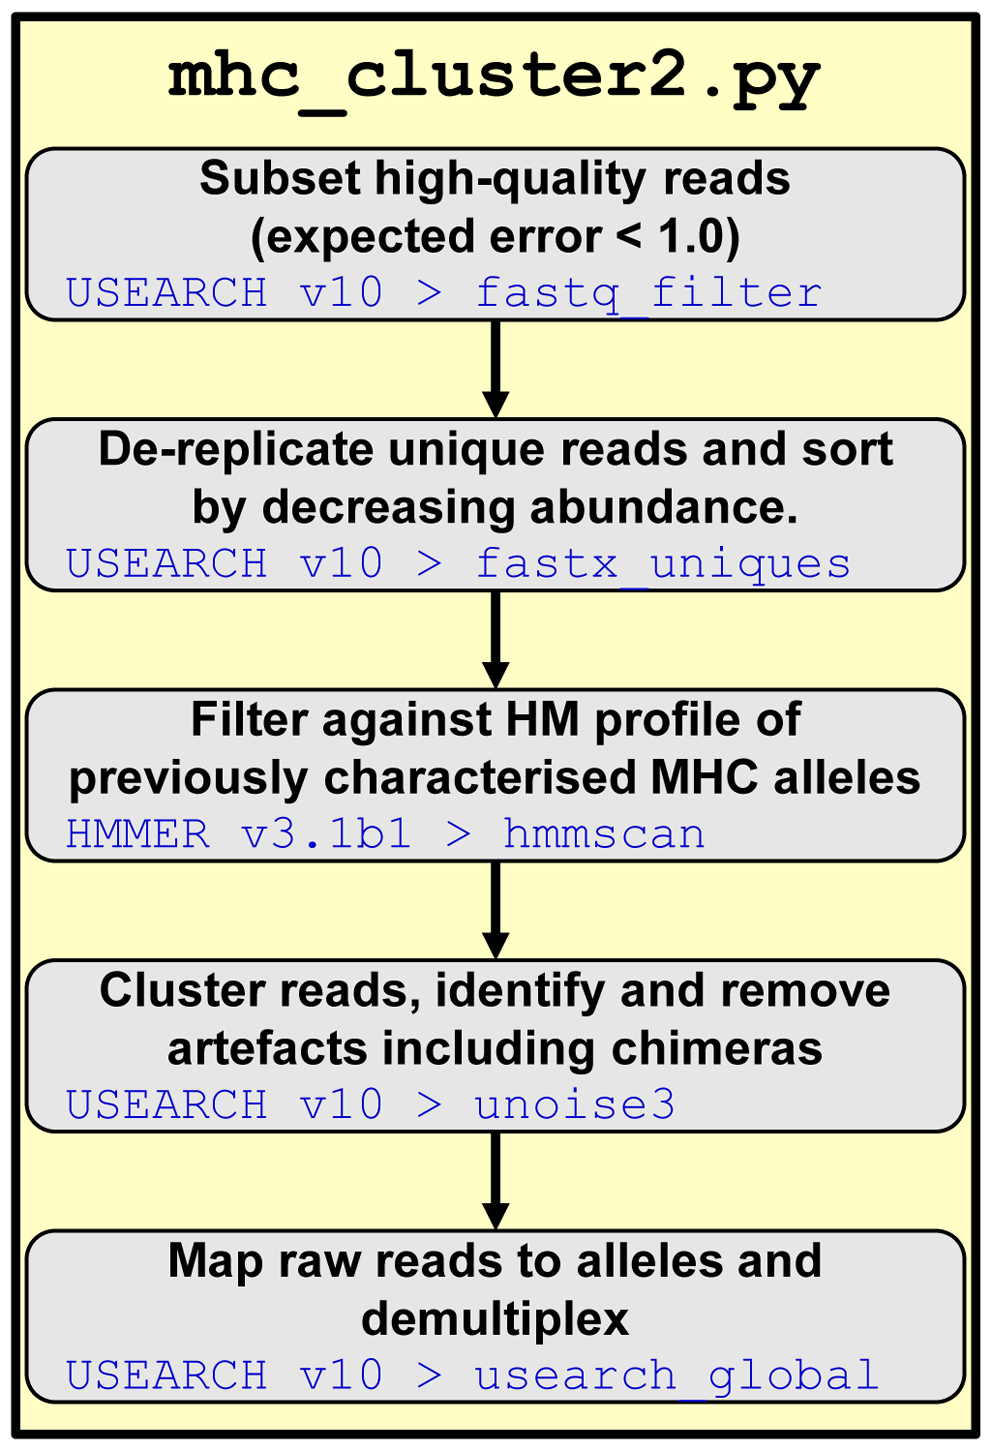 mhc_cluster2.py
Subset high-quality reads
(expected error < 1.0)
USEARCH v10 > fastq_filter
De-replicate unique reads and sort
by decreasing abundance.
USEARCH v10 > fastx_uniques
Filter against HM profile of
previously characterised MHC alleles
HMMER v3.1b1 > hmmscan
Cluster reads, identify and remove
artefacts including chimeras
USEARCH v10 > unoise3
Map raw reads to alleles and
demultiplex
USEARCH v10 > usearch_global